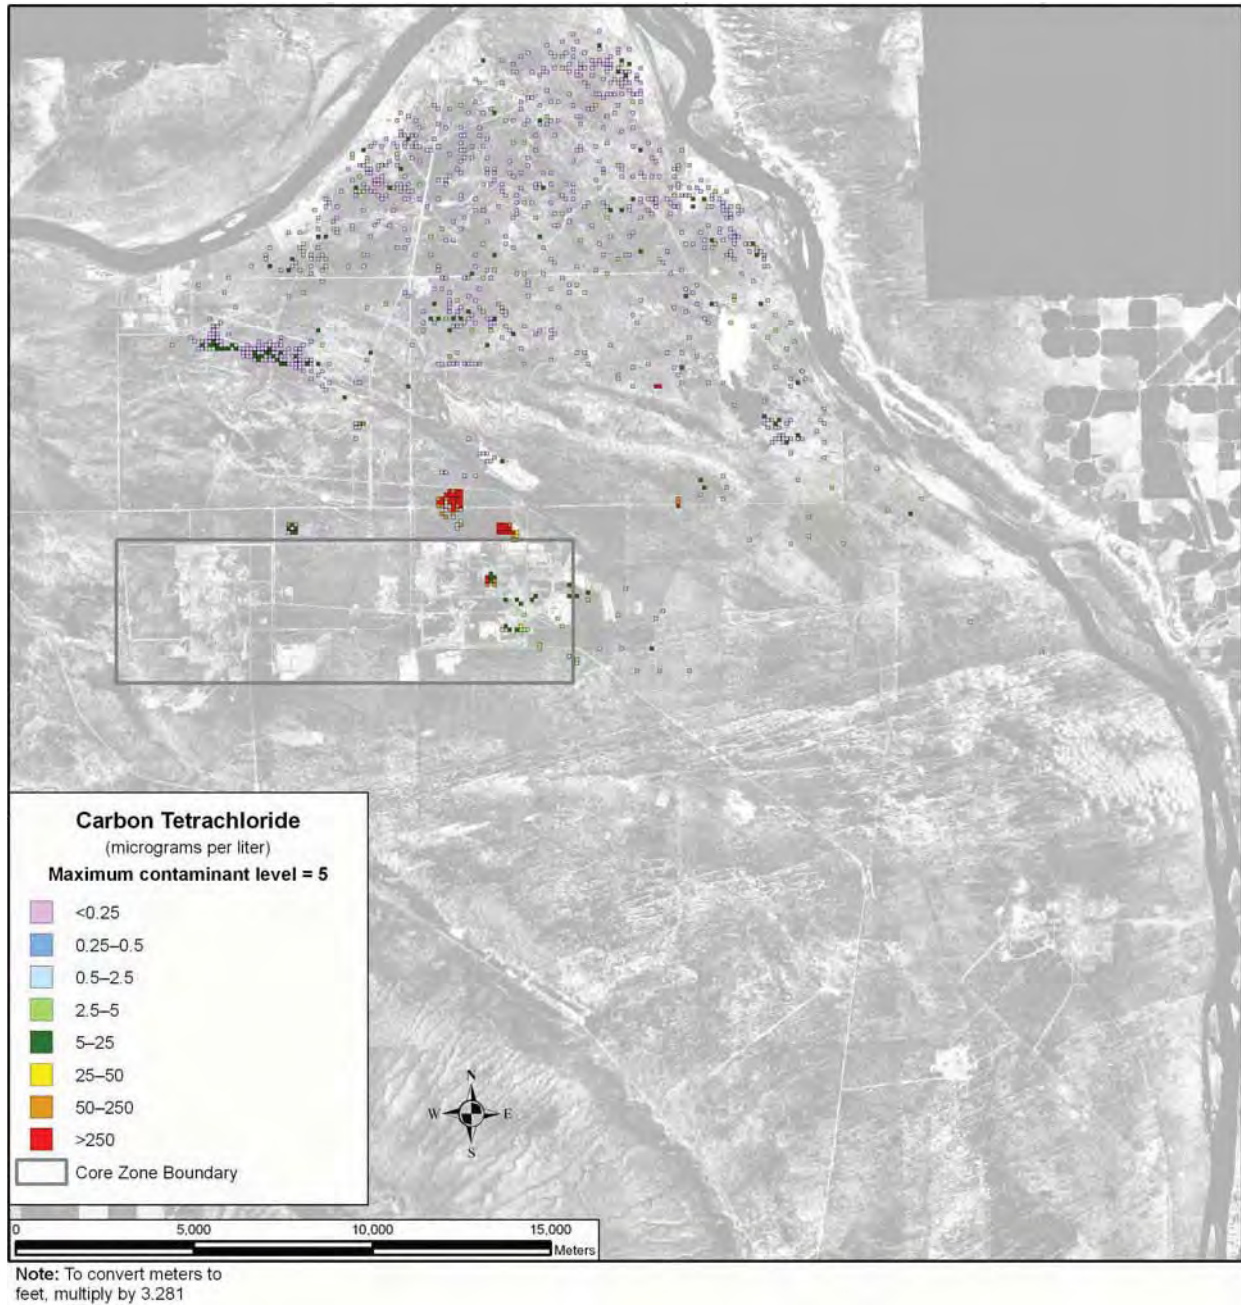 Carbon Tetrachloride
(micrograms per liter)
Maximum contaminant level = 5
<0.25
0.25–0.5
0.5–2.5
2.5–5
5–25
25–50
50–250
>250
Core Zone Boundary
N
W E
S
0 5,000 10,000 15,000
Meters
Note: To convert meters to
feet, multiply by 3.281